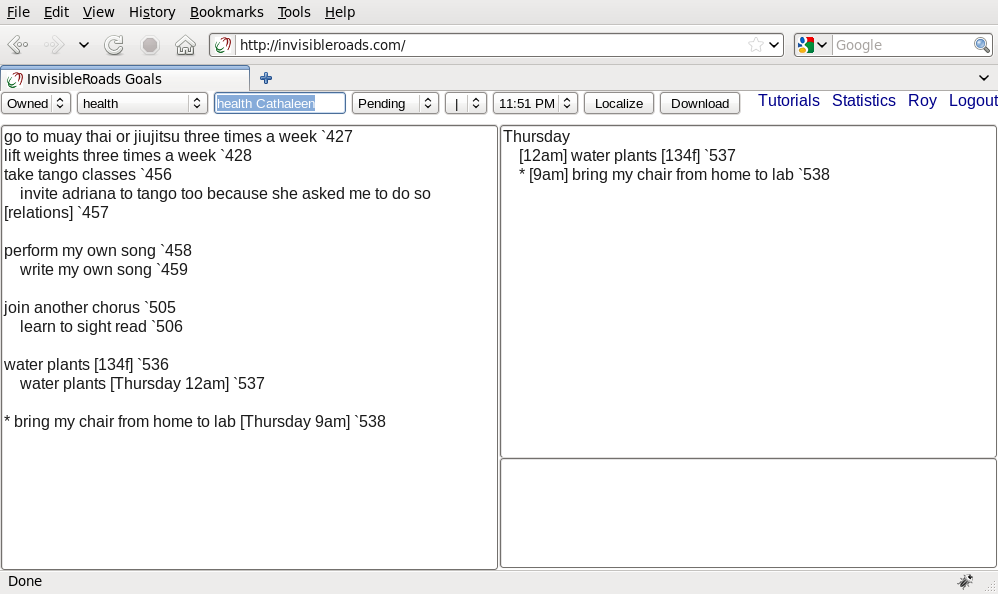 File Edit View History Bookmarks Tools Help
http://invisibleroads.com/ Google
InvisibleRoads Goals
Owned health health Cathaleen Pending | 11:51 PM Localize Download Tutorials Statistics Roy Logout
go to muay thai or jiujitsu three times a week `427
lift weights three times a week `428
take tango classes `456
invite adriana to tango too because she asked me to do so
[relations] `457
perform my own song `458
write my own song `459
join another chorus `505
learn to sight read `506
water plants [134f] `536
water plants [Thursday 12am] `537
* bring my chair from home to lab [Thursday 9am] `538
Thursday
[12am] water plants [134f] `537
* [9am] bring my chair from home to lab `538
Done